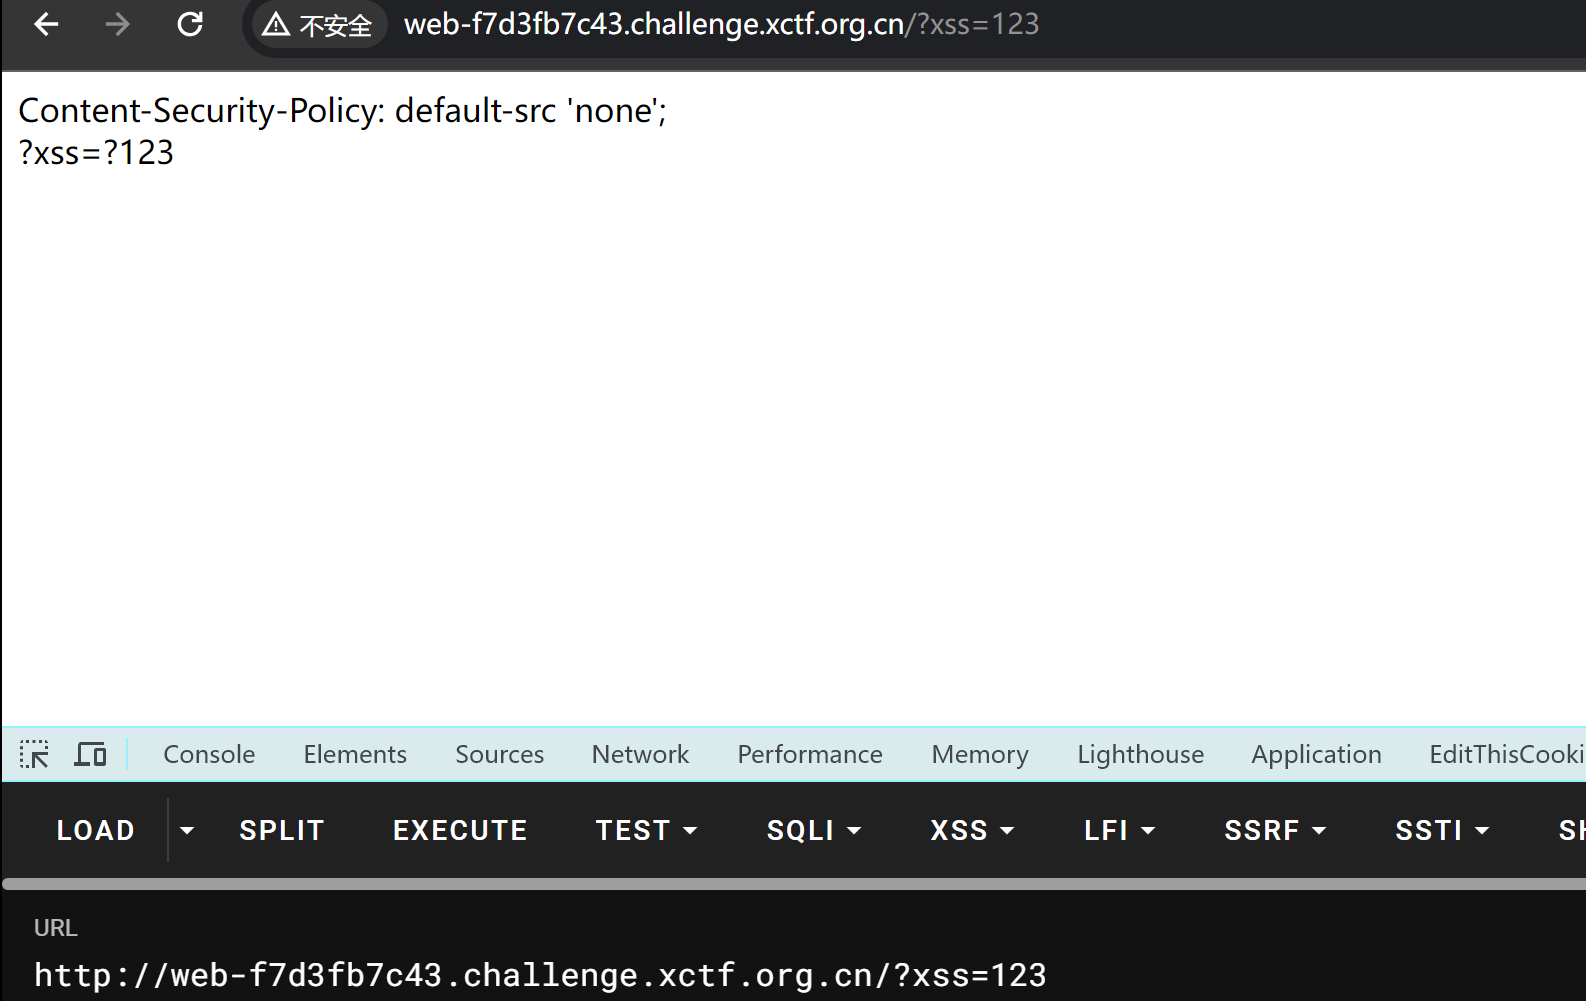 不安全 web-f7d3fb7c43.challenge.xctf.org.cn/?xss=123
Content-Security-Policy: default-src 'none';
?xss=?123
Console Elements Sources Network Performance Memory Lighthouse Application EditThisCooki
LOAD SPLIT EXECUTE TEST SQLI XSS LFI SSRF SSTI SH
URL
http://web-f7d3fb7c43.challenge.xctf.org.cn/?xss=123